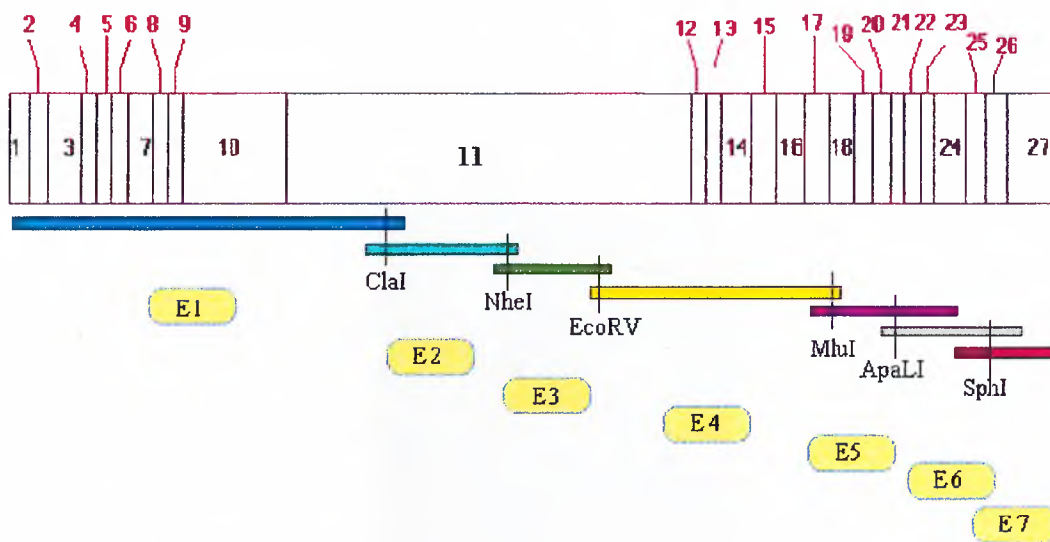 2 4 5 6 8 9 12 13 15 17 19 20 21 22 23 25 26
1 3 7 10 11 14 16 18 24 27
ClaI
NheI
EcoRV
MluI
ApaLI
SphI
E1
E2
E3
E4
E5
E6
E7